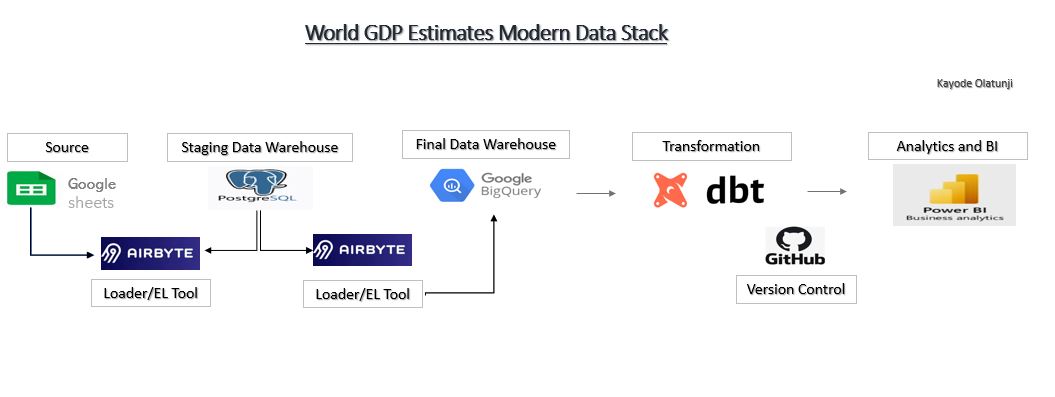 World GDP Estimates Modern Data Stack
Kayode Olatunji
Source
Staging Data Warehouse
Final Data Warehouse
Transformation
Analytics and BI
Google
sheets
PostgreSQL
Google
BigQuery
dbt
Power BI
Business analytics
AIRBYTE
AIRBYTE
GitHub
Loader/EL Tool
Loader/EL Tool
Version Control